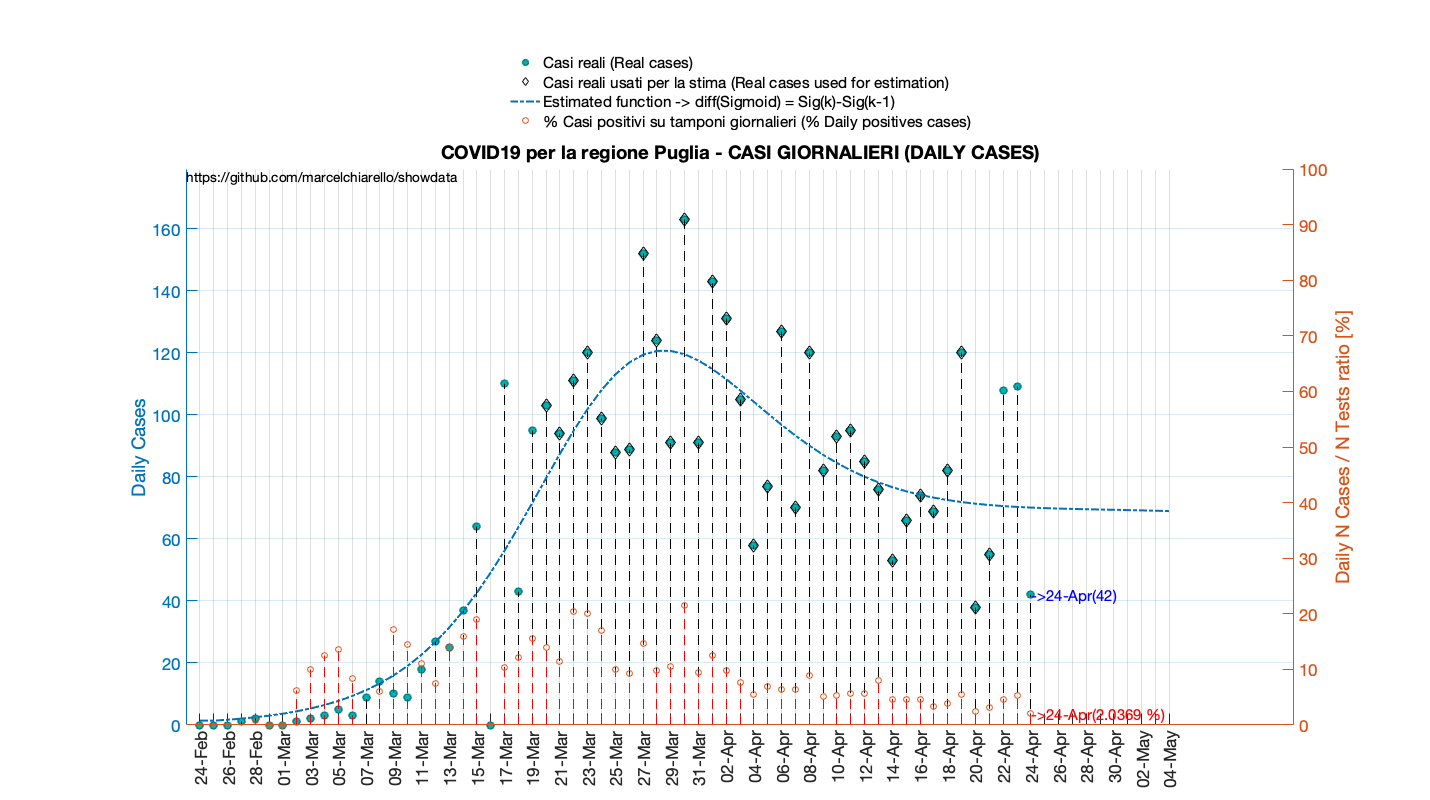 Casi reali (Real cases)
Casi reali usati per la stima (Real cases used for estimation)
Estimated function -> diff(Sigmoid) = Sig(k)-Sig(k-1)
% Casi positivi su tamponi giornalieri (% Daily positives cases)
COVID19 per la regione Puglia - CASI GIORNALIERI (DAILY CASES)
https://github.com/marcelchiarello/showdata
Daily Cases
160
140
120
100
80
60
40
20
0
100
90
80
70
60
50
40
30
20
10
0
Daily N Cases / N Tests ratio [%]
->24-Apr(42)
->24-Apr(2.0369 %)
24-Feb
26-Feb
28-Feb
01-Mar
03-Mar
05-Mar
07-Mar
09-Mar
11-Mar
13-Mar
15-Mar
17-Mar
19-Mar
21-Mar
23-Mar
25-Mar
27-Mar
29-Mar
31-Mar
02-Apr
04-Apr
06-Apr
08-Apr
10-Apr
12-Apr
14-Apr
16-Apr
18-Apr
20-Apr
22-Apr
24-Apr
26-Apr
28-Apr
30-Apr
02-May
04-May